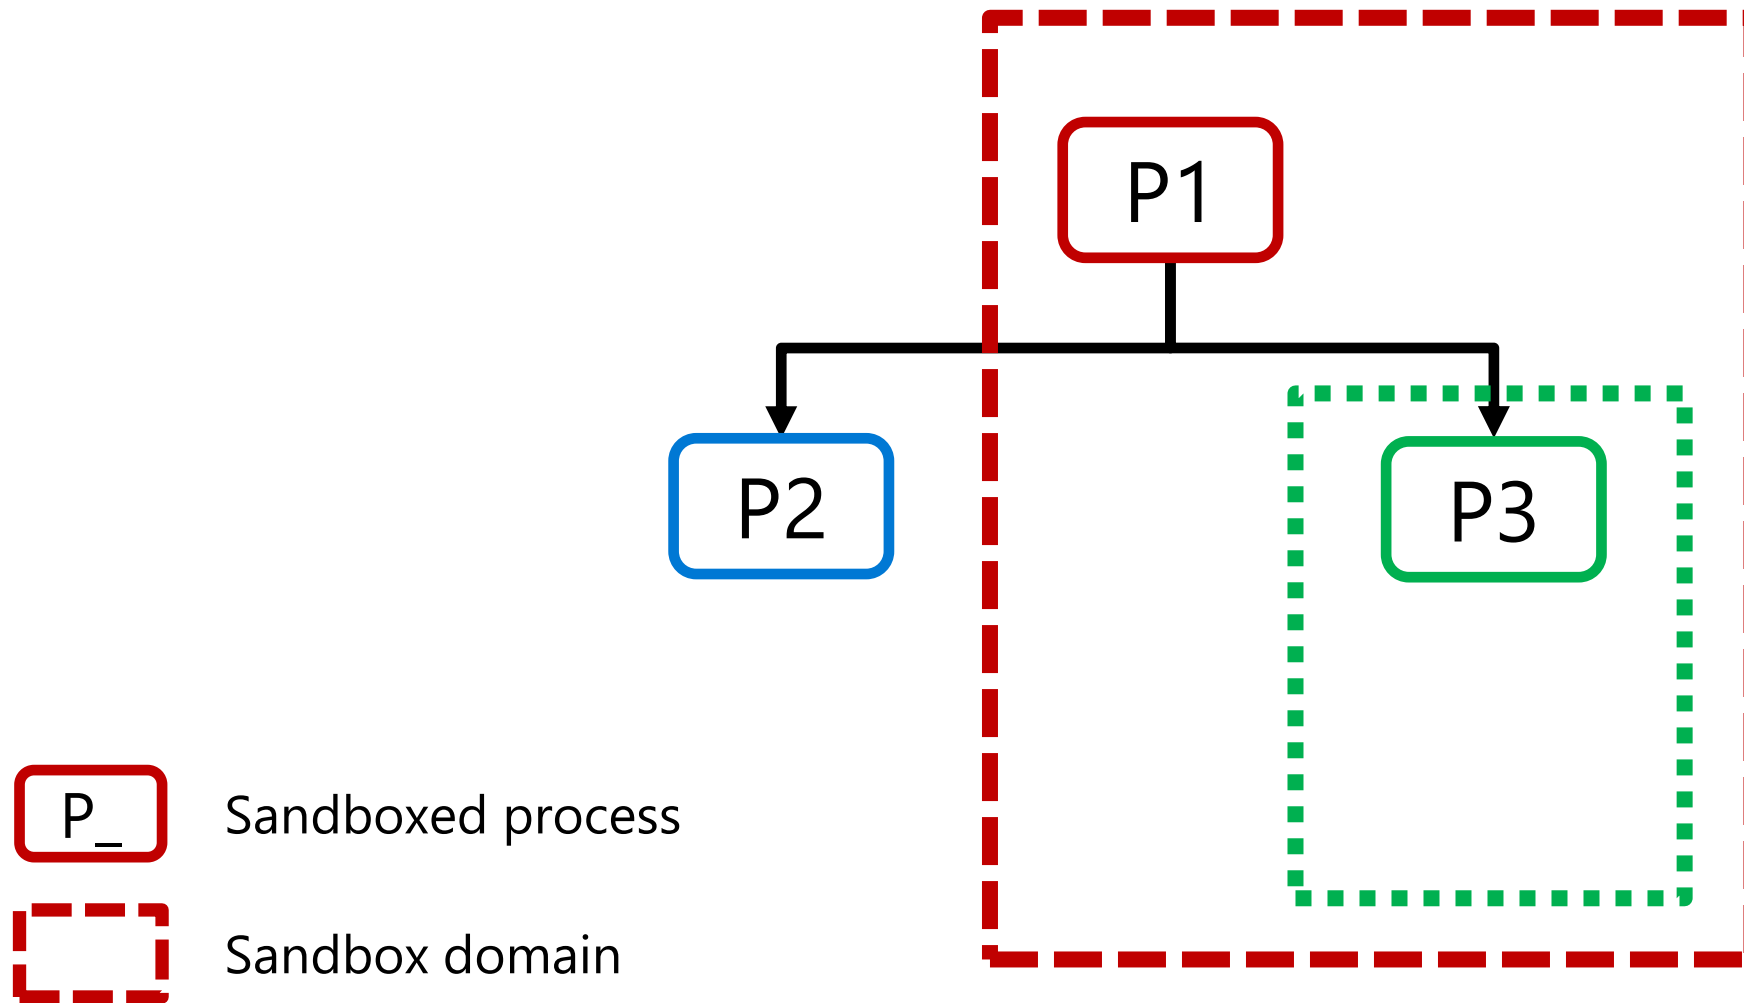 P1
P2
P3
P_
Sandboxed process
Sandbox domain